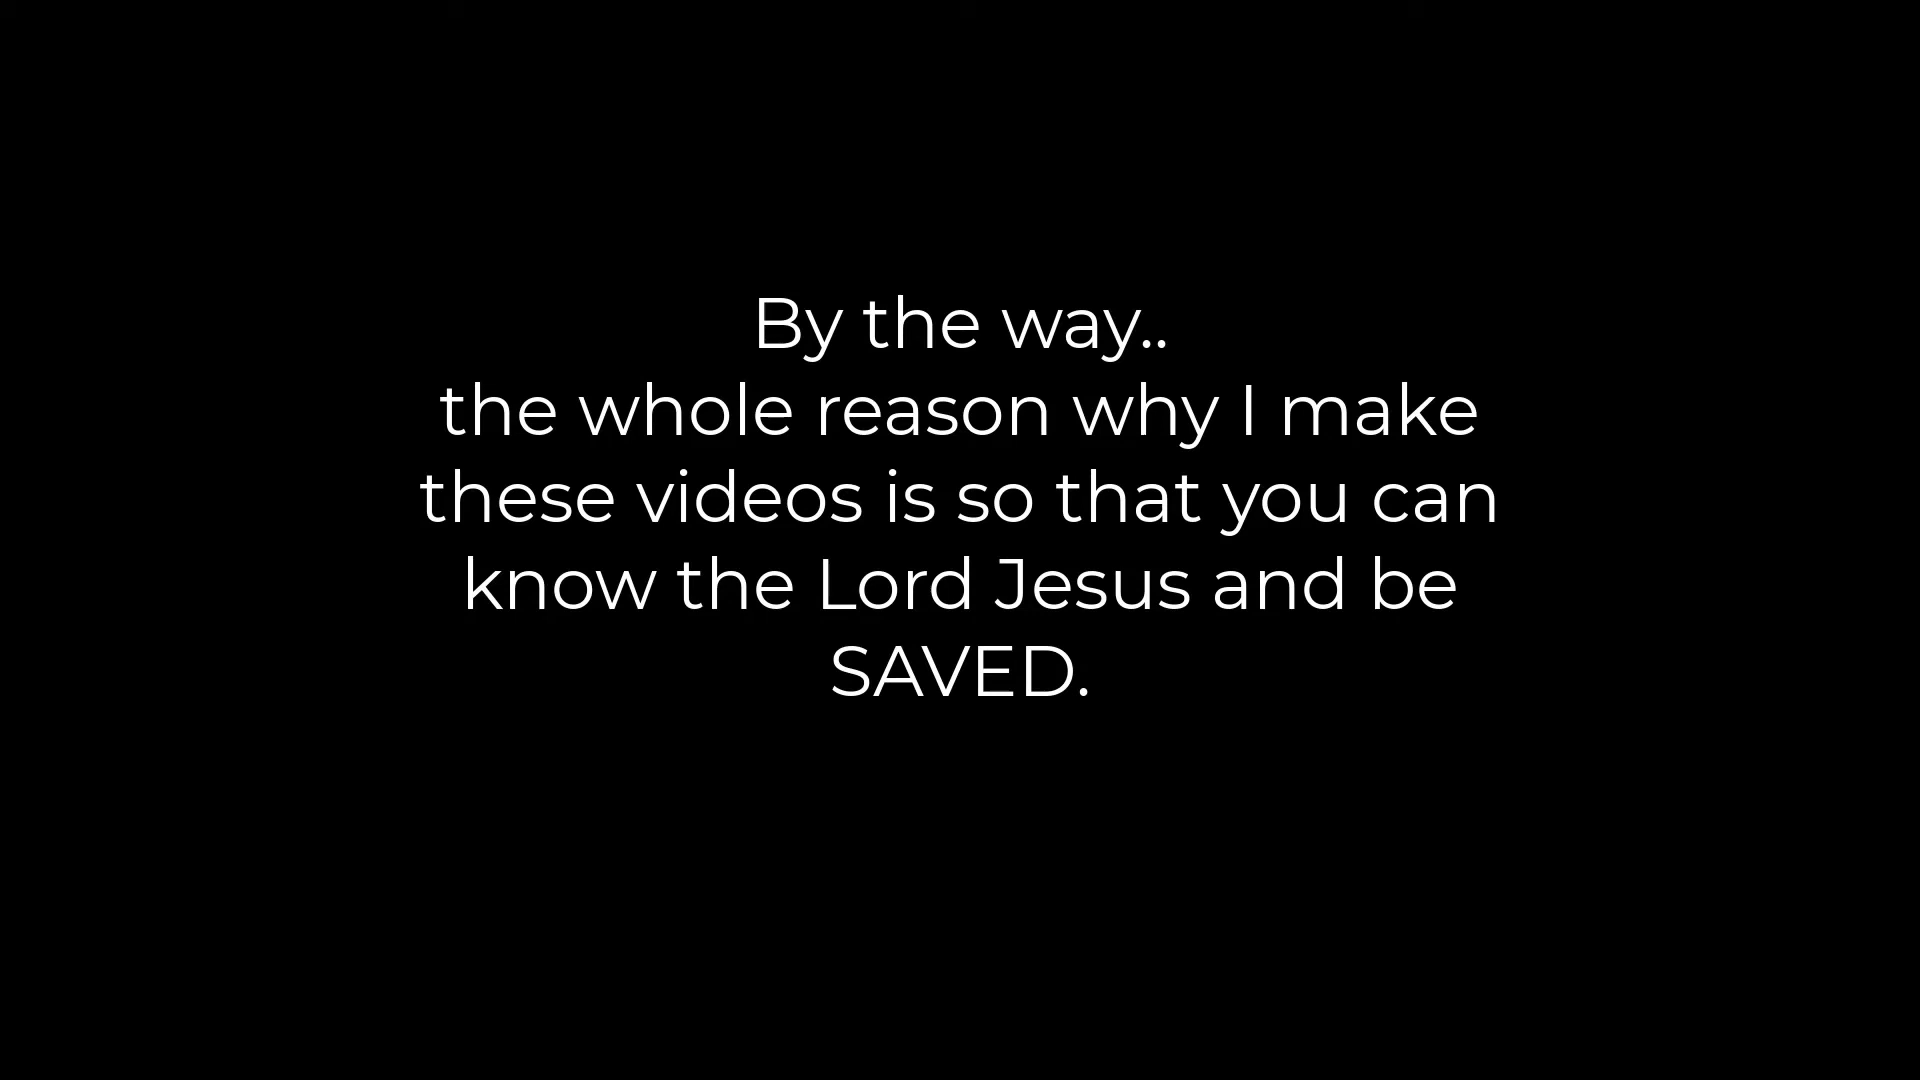 By the way..
the whole reason why I make
these videos is so that you can
know the Lord Jesus and be
SAVED.